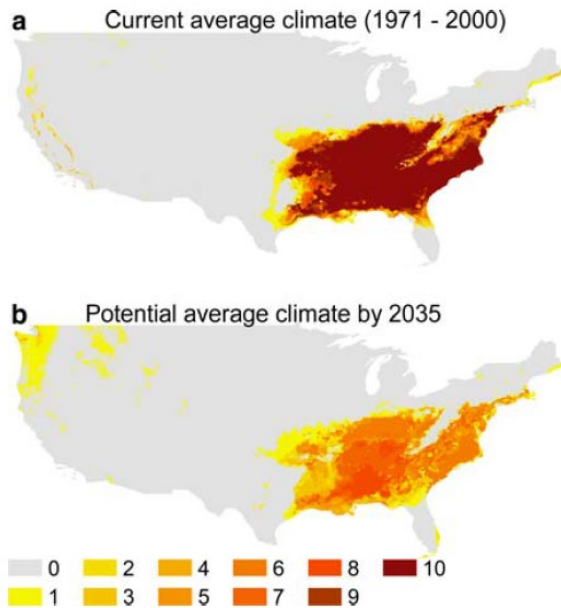 a Current average climate (1971 - 2000)
b Potential average climate by 2035
0 2 4 6 8 10
1 3 5 7 9